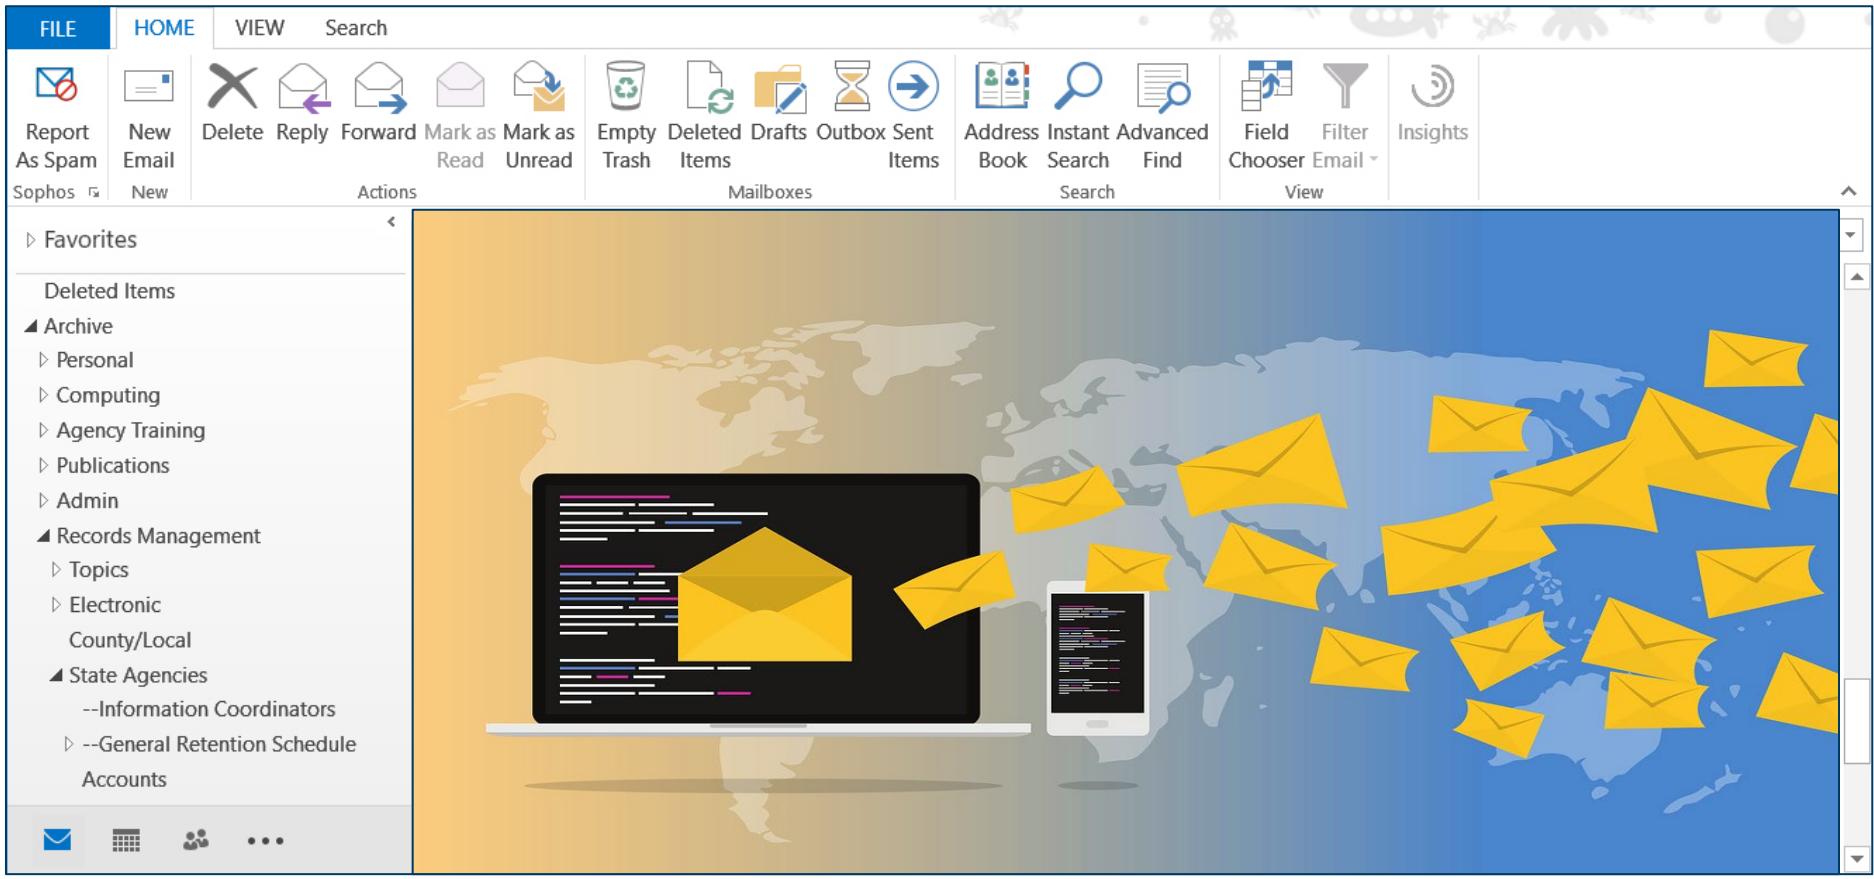 FILE HOME VIEW Search
Report New Delete Reply Forward Mark as Mark as Empty Deleted Drafts Outbox Sent Address Instant Advanced Field Filter Insights
As Spam Email Read Unread Trash Items Items Book Search Find Chooser Email
Sophos New Actions Mailboxes Search View
Favorites
Deleted Items
Archive
Personal
Computing
Agency Training
Publications
Admin
Records Management
Topics
Electronic
County/Local
State Agencies
--Information Coordinators
--General Retention Schedule
Accounts